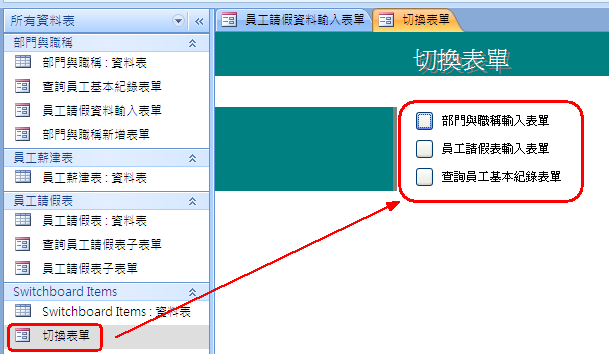 所有資料表
部門與職稱
部門與職稱 : 資料表
查詢員工基本紀錄表單
員工請假資料輸入表單
部門與職稱新增表單
員工薪津表
員工薪津表 : 資料表
員工請假表
員工請假表 : 資料表
查詢員工請假表子表單
員工請假表子表單
Switchboard Items
Switchboard Items : 資料表
切換表單
員工請假資料輸入表單
切換表單
切換表單
部門與職稱輸入表單
員工請假表輸入表單
查詢員工基本紀錄表單